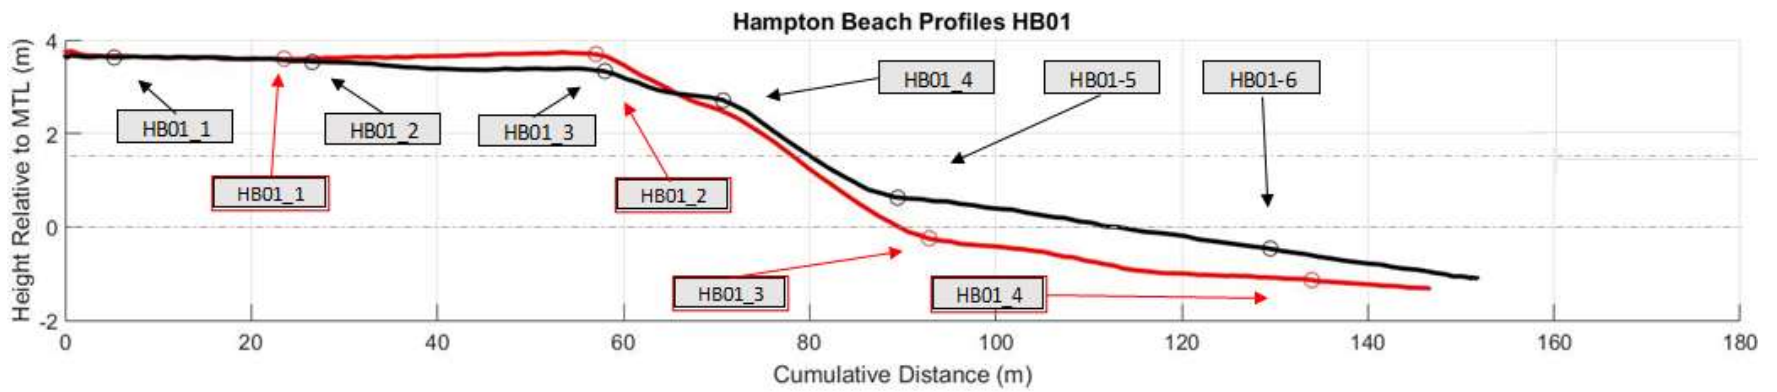 Hampton Beach Profiles HB01
Height Relative to MTL (m)
4
2
0
-2
HB01_1
HB01_2
HB01_3
HB01_4
HB01-5
HB01-6
HB01_1
HB01_2
HB01_3
HB01_4
0 20 40 60 80 100 120 140 160 180
Cumulative Distance (m)